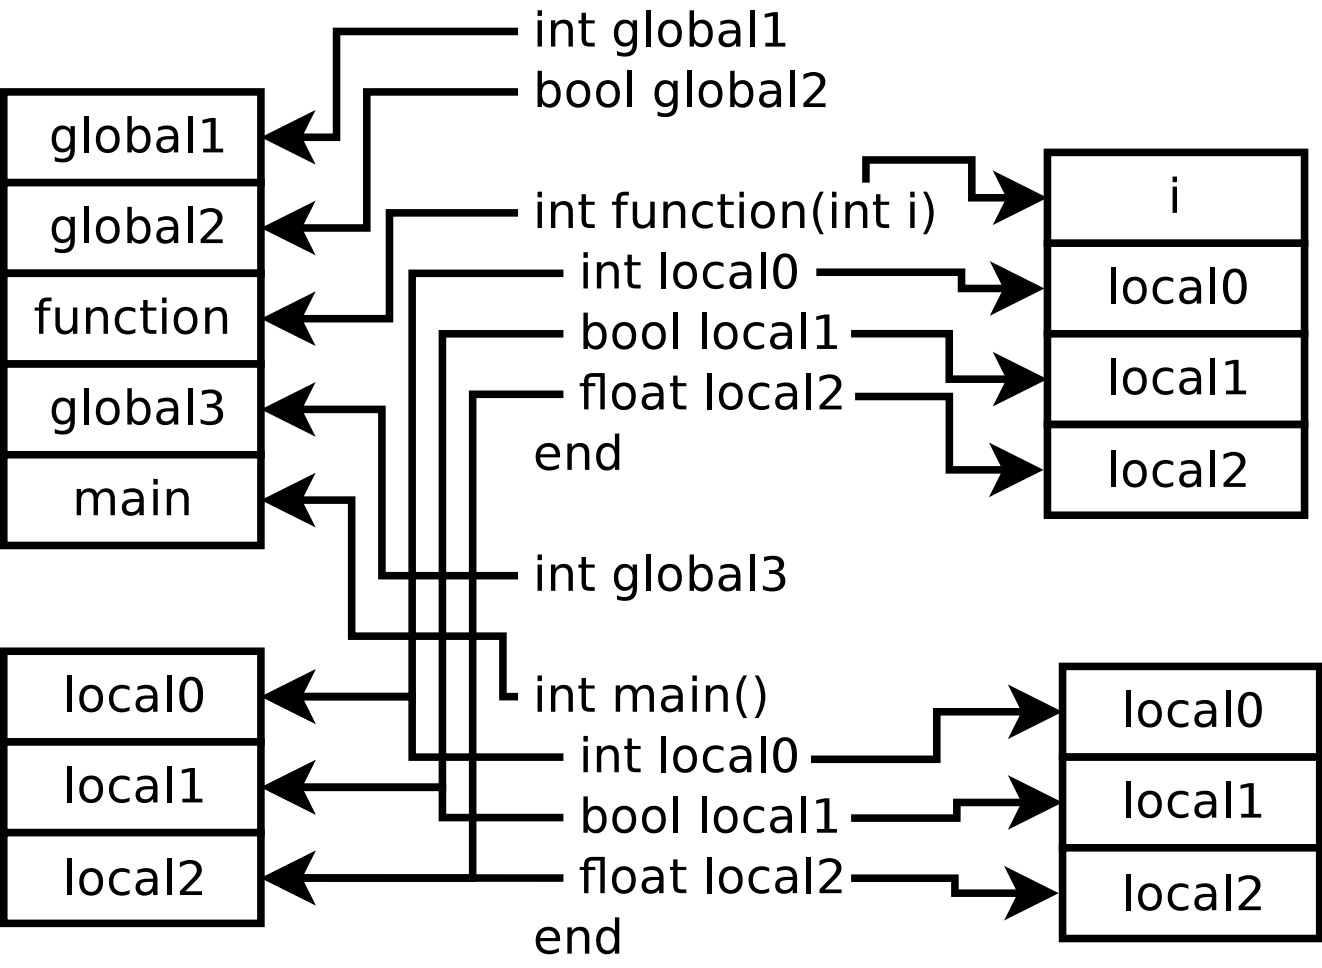 int global1
bool global2
int function(int i)
int local0
bool local1
float local2
end
int global3
int main()
int local0
bool local1
float local2
end
global1
global2
function
global3
main
local0
local1
local2
i
local0
local1
local2
local0
local1
local2